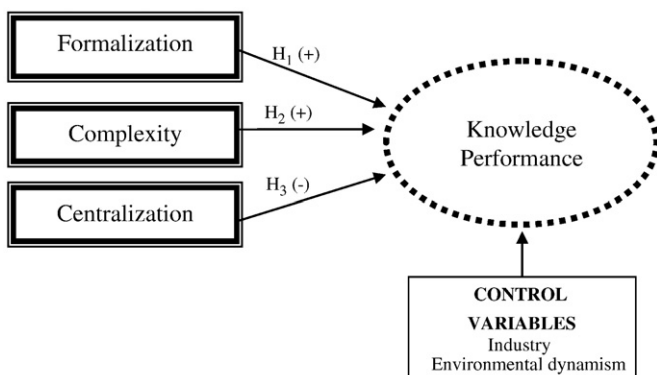 Formalization
H₁ (+)
Complexity
H₂ (+)
Centralization
H₃ (-)
Knowledge
Performance
CONTROL
VARIABLES
Industry
Environmental dynamism